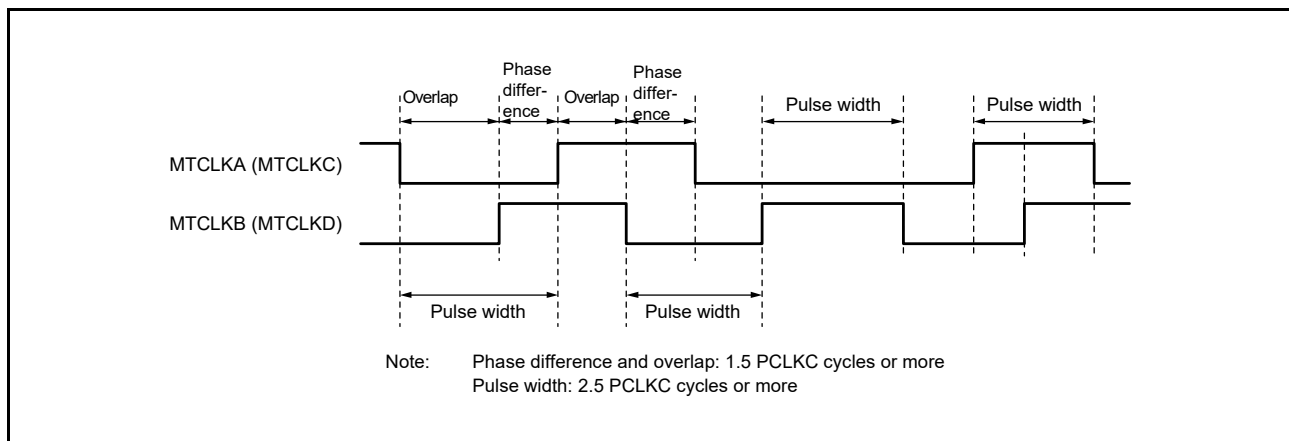 Phase
differ-
ence
Phase
differ-
ence
Overlap
Overlap
Pulse width
Pulse width
MTCLKA (MTCLKC)
MTCLKB (MTCLKD)
Pulse width
Pulse width
Note: Phase difference and overlap: 1.5 PCLKC cycles or more
Pulse width: 2.5 PCLKC cycles or more